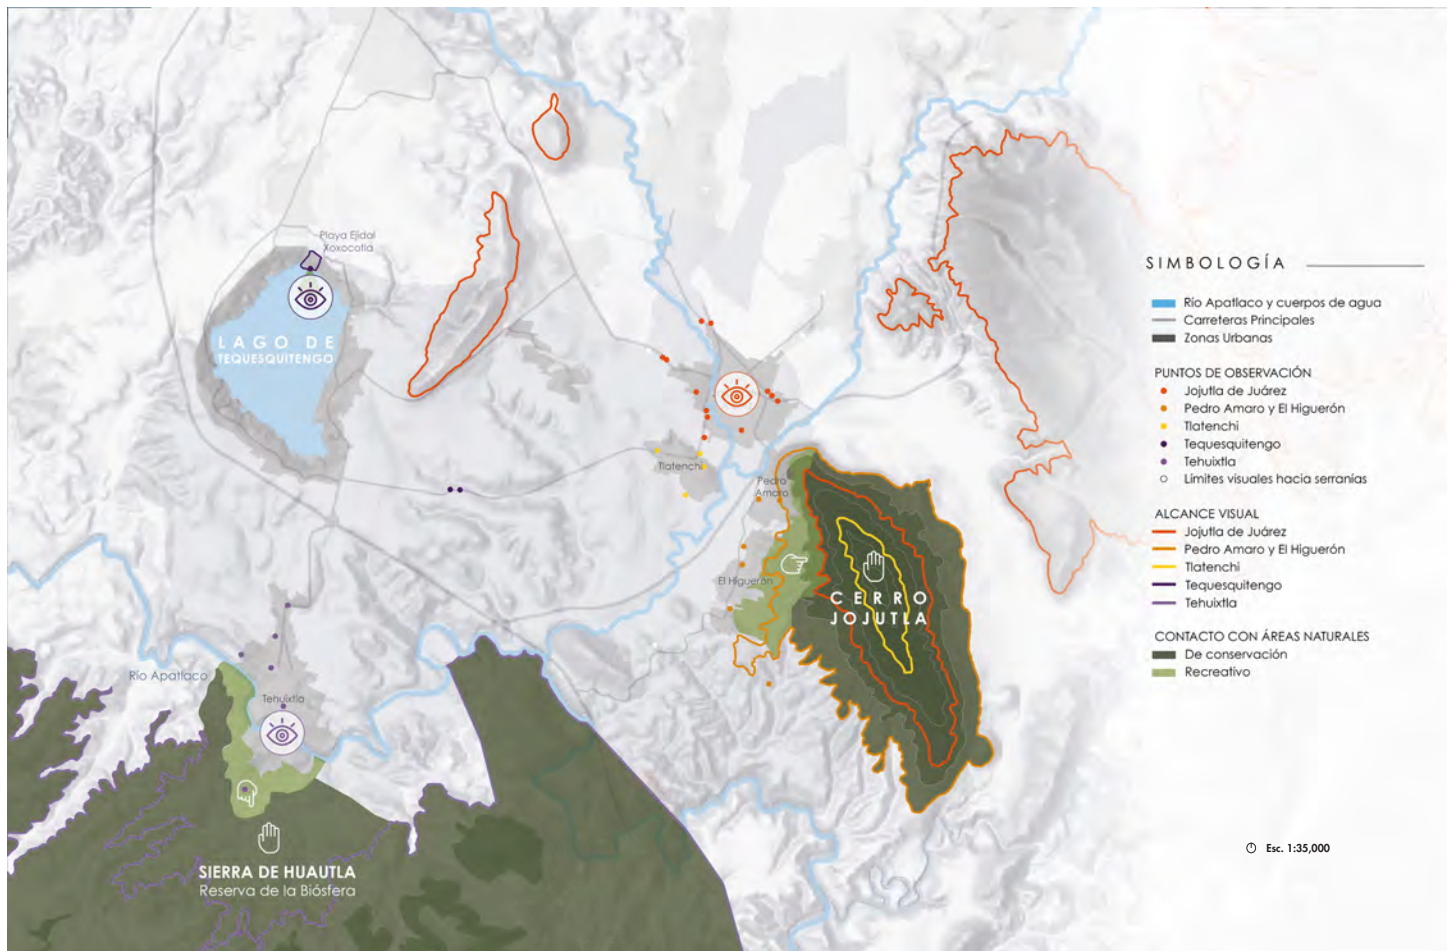 Playa Ejidal
Xoxocotla
LAGO DE
TEQUESQUITENGO
Tlatenchi
Pedro
Amaro
El Higuerón
CERRO
JOJUTLA
Río Apatlaco
Tehuixtla
SIERRA DE HUAUTLA
Reserva de la Biósfera
SIMBOLOGÍA
Río Apatlaco y cuerpos de agua
Carreteras Principales
Zonas Urbanas
PUNTOS DE OBSERVACIÓN
Jojutla de Juárez
Pedro Amaro y El Higuerón
Tlatenchi
Tequesquitengo
Tehuixtla
Límites visuales hacia serranías
ALCANCE VISUAL
Jojutla de Juárez
Pedro Amaro y El Higuerón
Tlatenchi
Tequesquitengo
Tehuixtla
CONTACTO CON ÁREAS NATURALES
De conservación
Recreativo
Esc. 1:35,000